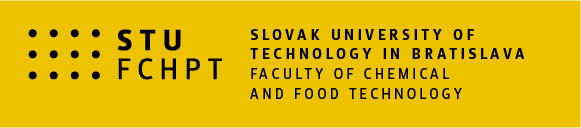 STU
FCHPT
SLOVAK UNIVERSITY OF
TECHNOLOGY IN BRATISLAVA
FACULTY OF CHEMICAL
AND FOOD TECHNOLOGY